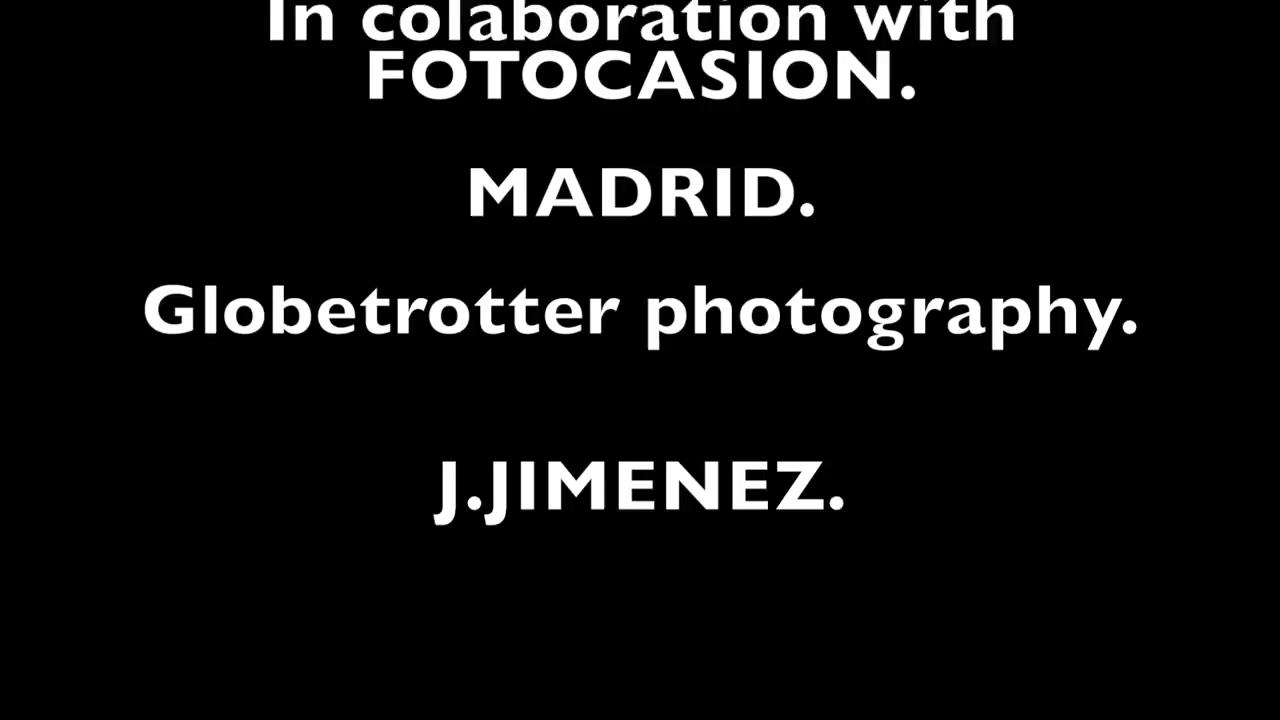 In colaboration with
FOTOCASION.
MADRID.
Globetrotter photography.
J.JIMENEZ.